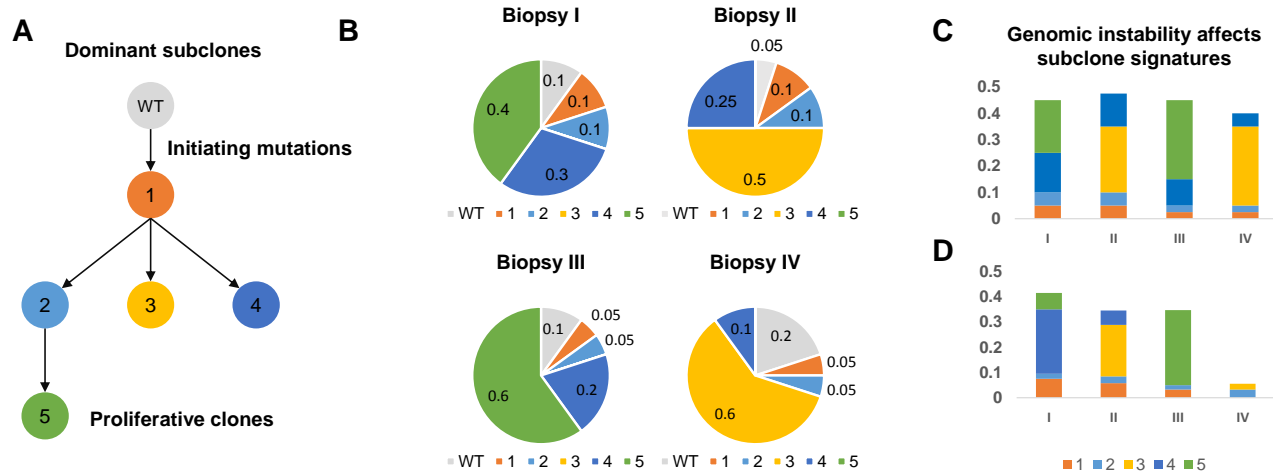 A
Dominant subclones
WT
Initiating mutations
1
2
3
4
5
Proliferative clones
B
Biopsy I
0.1
0.1
0.1
0.3
0.4
WT 1 2 3 4 5
Biopsy II
0.05
0.1
0.1
0.5
0.25
WT 1 2 3 4 5
Biopsy III
0.1
0.05
0.05
0.2
0.6
WT 1 2 3 4 5
Biopsy IV
0.2
0.05
0.05
0.6
0.1
WT 1 2 3 4 5
C
Genomic instability affects
subclone signatures
0.5
0.4
0.3
0.2
0.1
0
I II III IV
D
0.5
0.4
0.3
0.2
0.1
0
I II III IV
1 2 3 4 5